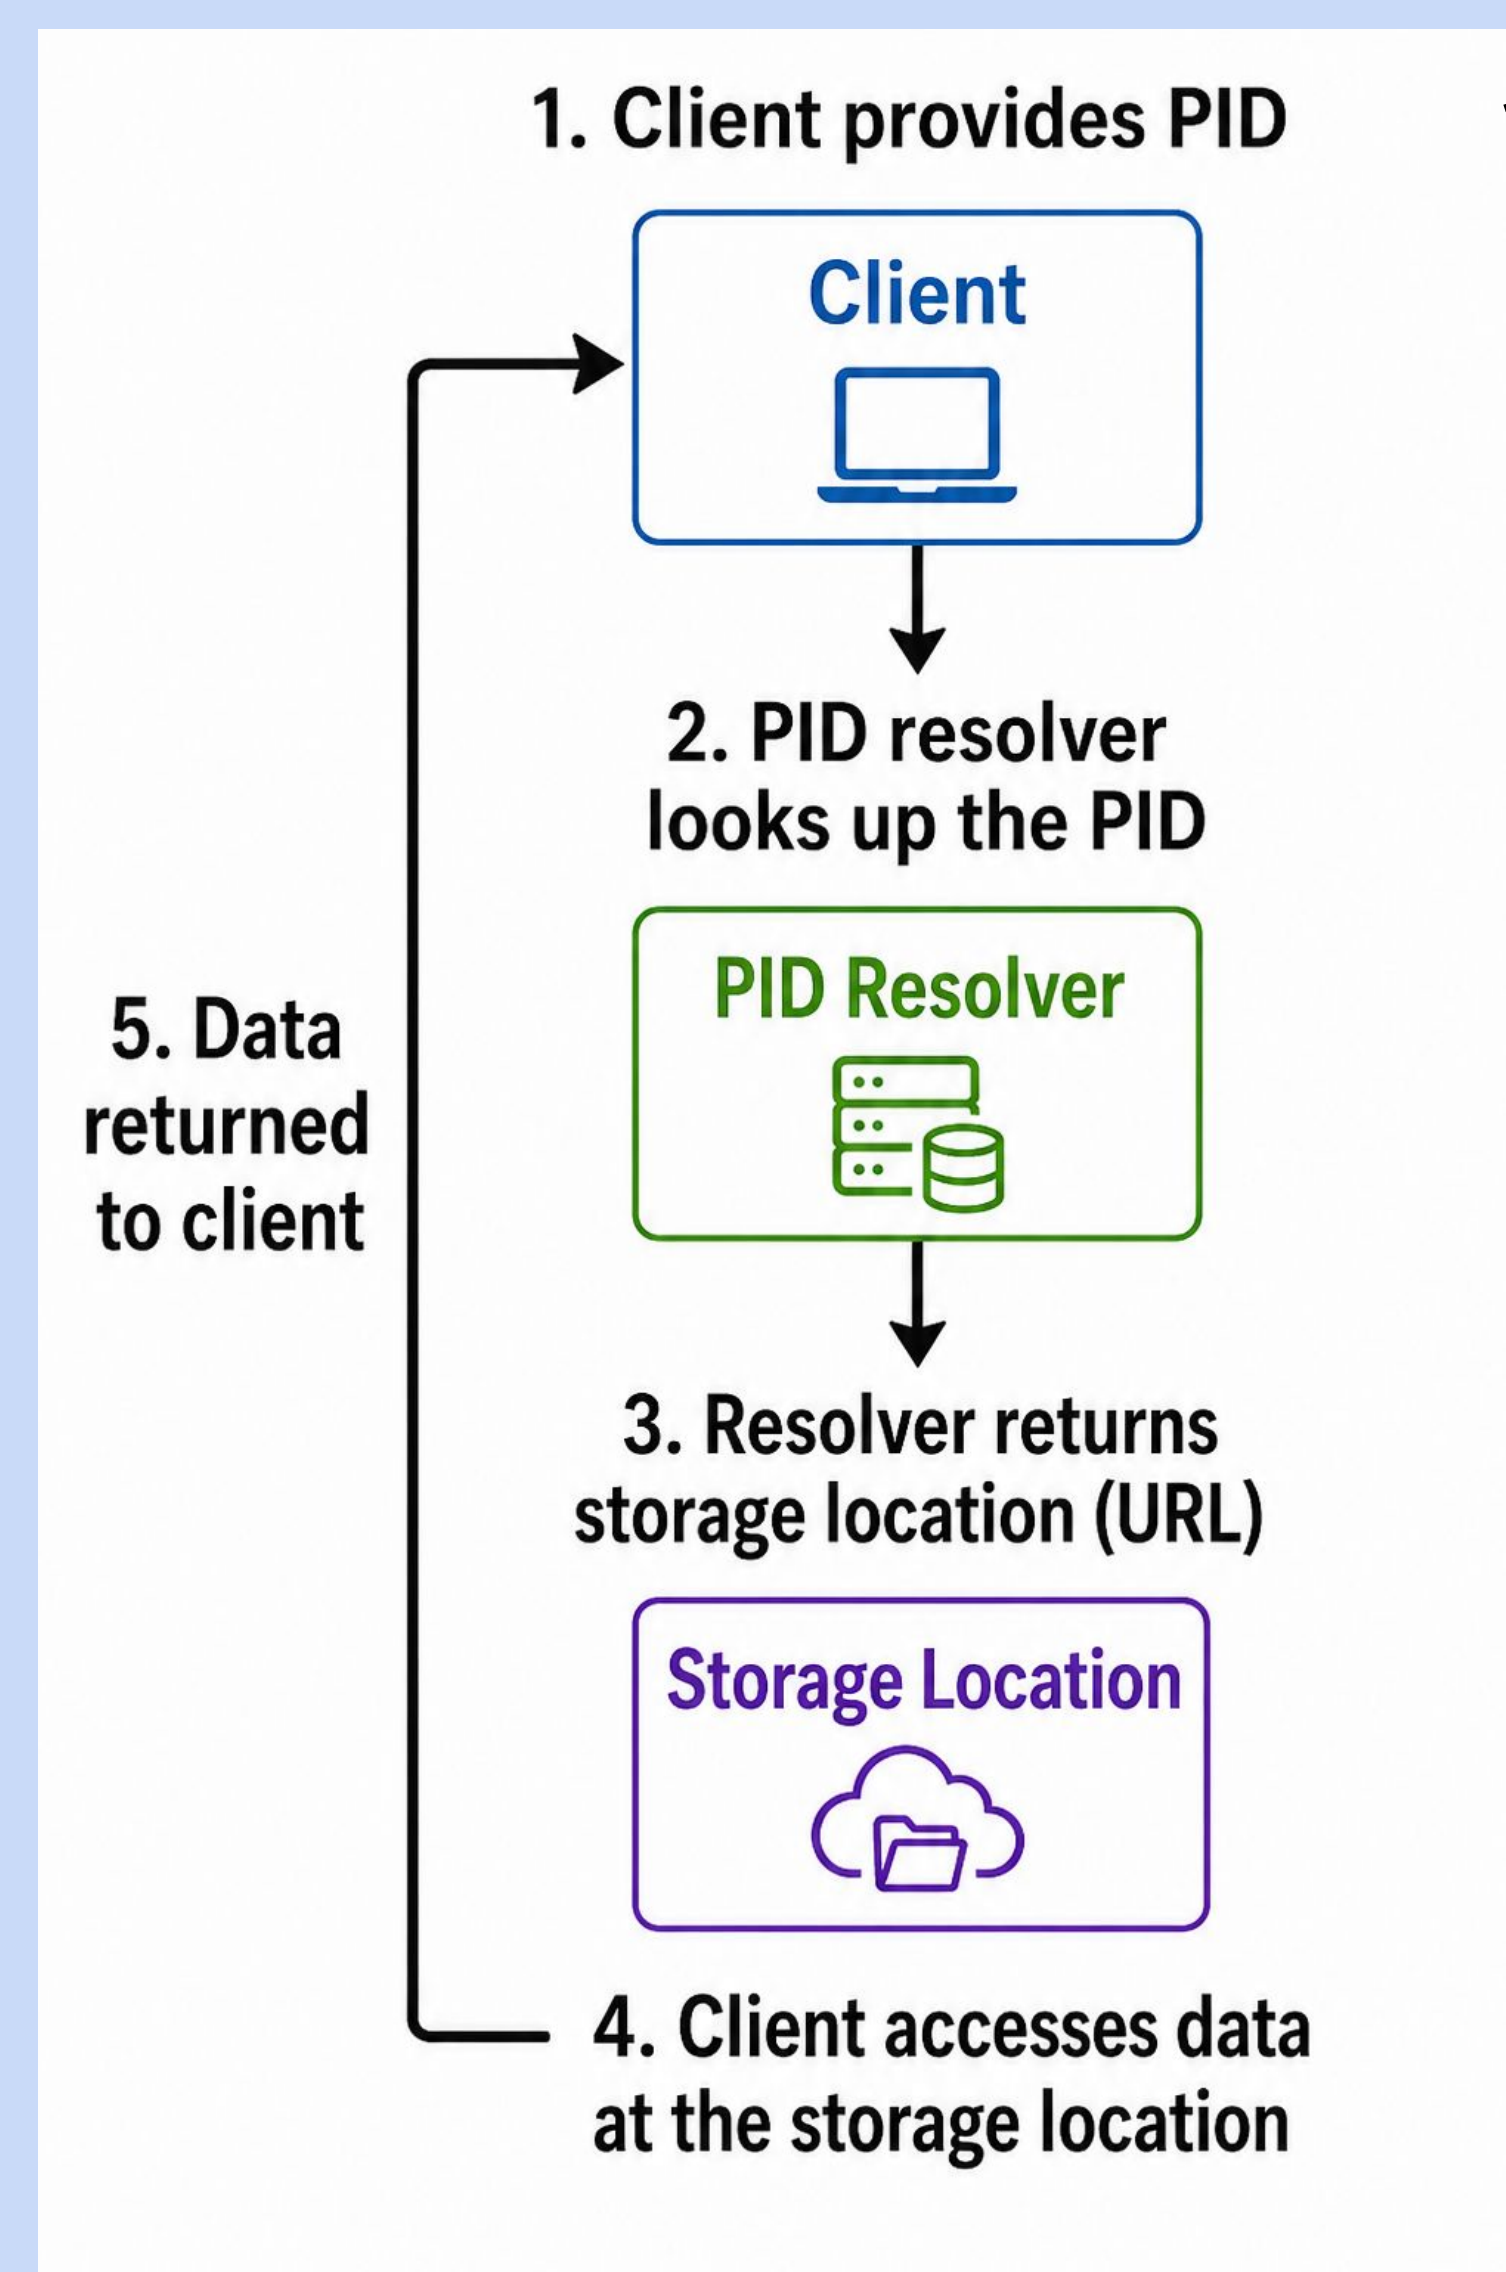 1. Client provides PID
Client
2. PID resolver
looks up the PID
PID Resolver
5. Data
returned
to client
3. Resolver returns
storage location (URL)
Storage Location
4. Client accesses data
at the storage location